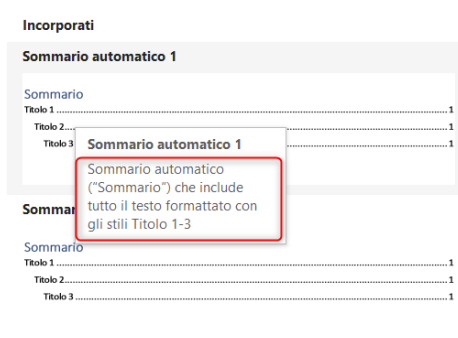 Incorporati
Sommario automatico 1
Sommario
Titolo 1 ........................................................................ 1
Titolo 2........................................................................ 1
Titolo 3 ........................................................................ 1
Sommario automatico 1
Sommario automatico
("Sommario") che include
tutto il testo formattato con
gli stili Titolo 1-3
Sommario
Titolo 1 ........................................................................ 1
Titolo 2........................................................................ 1
Titolo 3 ........................................................................ 1